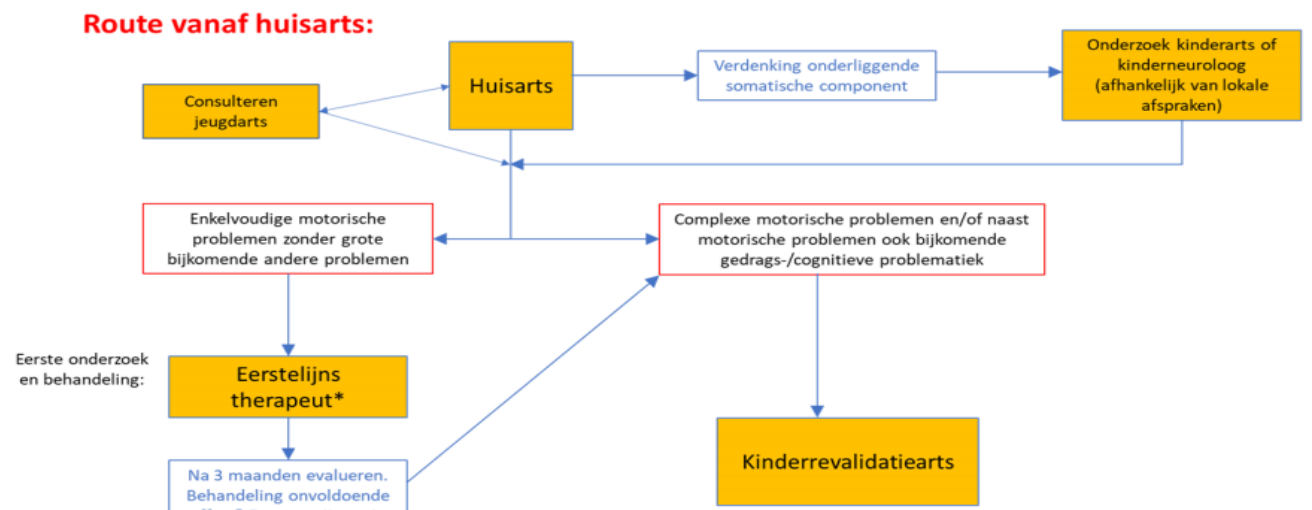 Route vanaf huisarts:
Huisarts
Verdenking onderliggende
somatische component
Onderzoek kinderarts of
kinderneuroloog
(afhankelijk van lokale
afspraken)
Consulteren
jeugdarts
Enkelvoudige motorische
problemen zonder grote
bijkomende andere problemen
Complexe motorische problemen en/of naast
motorische problemen ook bijkomende
gedrags-/cognitieve problematiek
Eerste onderzoek
en behandeling:
Eerstelijns
therapeut*
Kinderrevalidatiearts
Na 3 maanden evalueren.
Behandeling onvoldoende